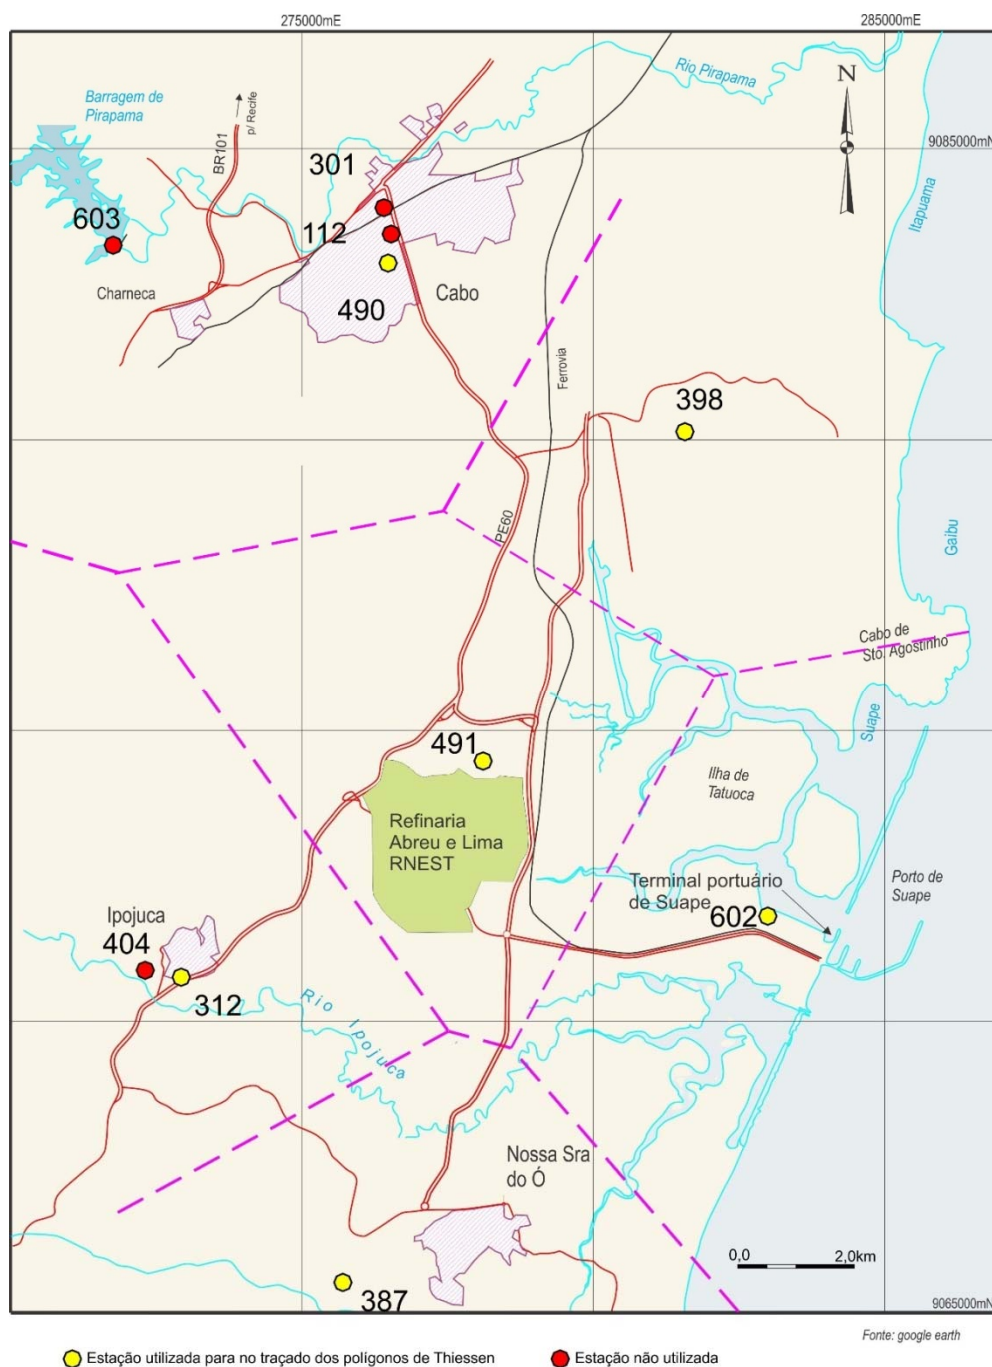 275000mE
285000mE
Rio Pirapama
N
Barragem de
Pirapama
BR101
p/ Recife
9085000mN
301
Itapuama
603
112
Charneca
490
Cabo
Ferrovia
398
PE60
Gaibu
Cabo de
Sto. Agostinho
Suape
491
Ilha de
Tatuoca
Refinaria
Abreu e Lima
RNEST
Terminal portuário
de Suape
Porto de
Suape
602
Ipojuca
404
312
Rio Ipojuca
Nossa Sra
do Ó
0,0
2,0km
387
9065000mN
Fonte: google earth
Estação utilizada para no traçado dos polígonos de Thiessen
Estação não utilizada